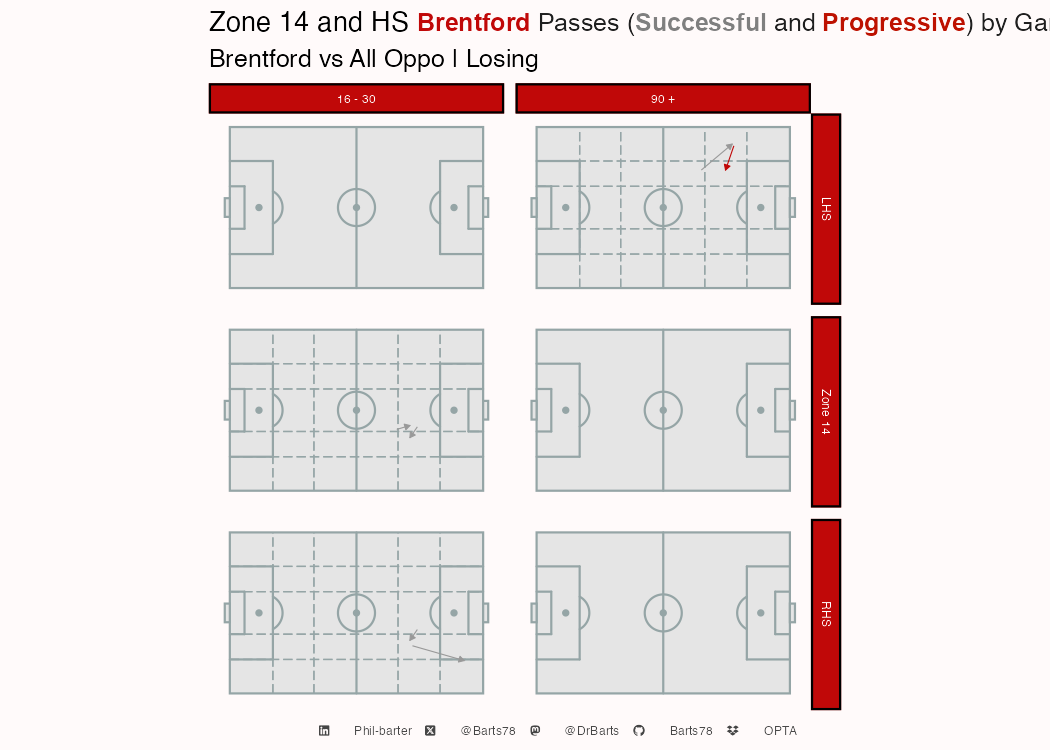 Zone 14 and HS Brentford Passes (Successful and Progressive) by Ga
Brentford vs All Oppo | Losing
16 - 30
90 +
LHS
Zone 14
RHS
Phil-barter @Barts78 @DrBarts Barts78 OPTA